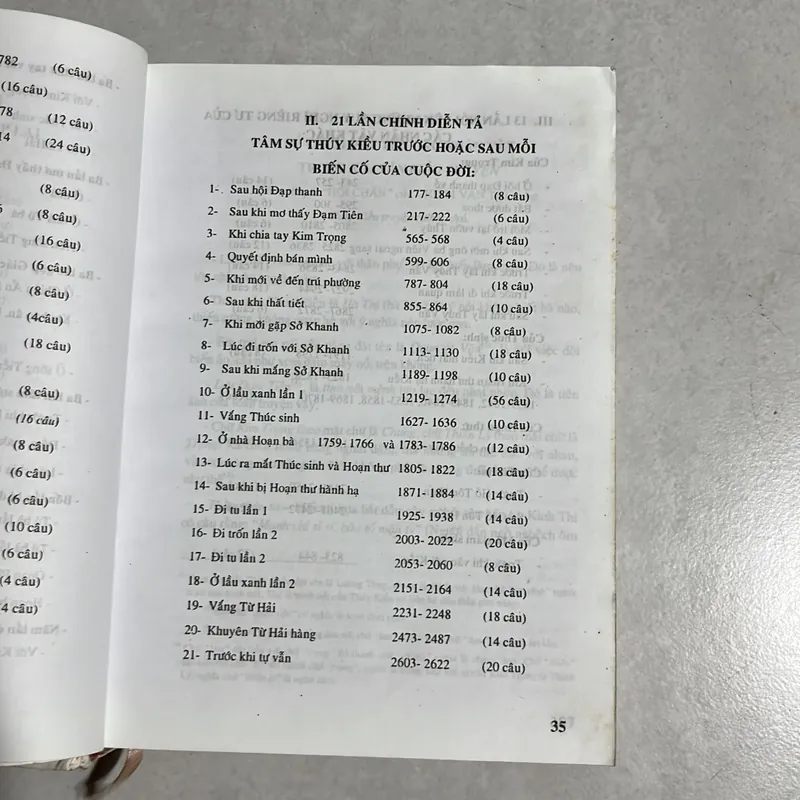 782 (6 câu)
(16 câu)
78 (12 câu)
14 (24 câu)
(8 câu)
(8 câu)
(16 câu)
(6 câu)
(8 câu)
(4câu)
(18 câu)
(8 câu)
(16 câu)
(8 câu)
(6 câu)
(6 câu)
(10 câu)
(6 câu)
(4 câu)
4 câu)
II. 21 LẦN CHÍNH DIỄN TẢ
TÂM SỰ THÚY KIỀU TRƯỚC HOẶC SAU MỖI
BIẾN CỐ CỦA CUỘC ĐỜI:
1- Sau hội Đạp thanh 177- 184 (8 câu)
2- Sau khi mơ thấy Đạm Tiên 217- 222 (6 câu)
3- Khi chia tay Kim Trọng 565- 568 (4 câu)
4- Quyết định bán mình 599- 606 (8 câu)
5- Khi mới về đến trú phường 787- 804 (18 câu)
6- Sau khi thất tiết 855- 864 (10 câu)
7- Khi mới gặp Sở Khanh 1075- 1082 (8 câu)
8- Lúc đi trốn với Sở Khanh 1113- 1130 (18 câu)
9- Sau khi mắng Sở Khanh 1189- 1198 (10 câu)
10- Ở lầu xanh lần 1 1219- 1274 (56 câu)
11- Vắng Thúc sinh 1627- 1636 (10 câu)
12- Ở nhà Hoạn bà 1759- 1766 và 1783- 1786 (12 câu)
13- Lúc ra mắt Thúc sinh và Hoạn thư 1805- 1822 (18 câu)
14- Sau khi bị Hoạn thư hành hạ 1871- 1884 (14 câu)
15- Đi tu lần 1 1925- 1938 (14 câu)
16- Đi trốn lần 2 2003- 2022 (20 câu)
17- Đi tu lần 2 2053- 2060 (8 câu)
18- Ở lầu xanh lần 2 2151- 2164 (14 câu)
19- Vắng Từ Hải 2231- 2248 (18 câu)
20- Khuyên Từ Hải hàng 2473- 2487 (14 câu)
21- Trước khi tự vẫn 2603- 2622 (20 câu)
35